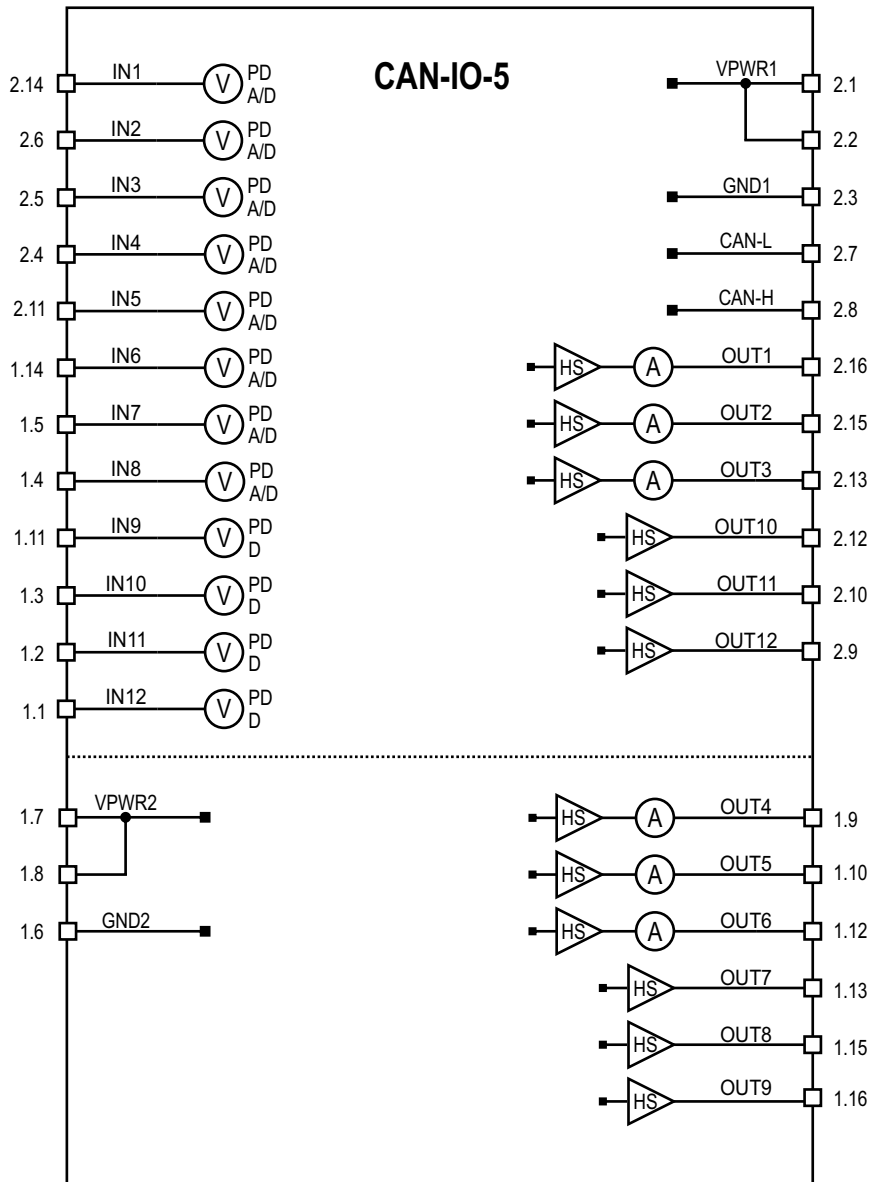 CAN-IO-5
2.14 IN1 V PD A/D
2.6 IN2 V PD A/D
2.5 IN3 V PD A/D
2.4 IN4 V PD A/D
2.11 IN5 V PD A/D
1.14 IN6 V PD A/D
1.5 IN7 V PD A/D
1.4 IN8 V PD A/D
1.11 IN9 V PD D
1.3 IN10 V PD D
1.2 IN11 V PD D
1.1 IN12 V PD D
VPWR1 2.1
2.2
GND1 2.3
CAN-L 2.7
CAN-H 2.8
HS A OUT1 2.16
HS A OUT2 2.15
HS A OUT3 2.13
HS OUT10 2.12
HS OUT11 2.10
HS OUT12 2.9
1.7 VPWR2
1.8
1.6 GND2
HS A OUT4 1.9
HS A OUT5 1.10
HS A OUT6 1.12
HS OUT7 1.13
HS OUT8 1.15
HS OUT9 1.16